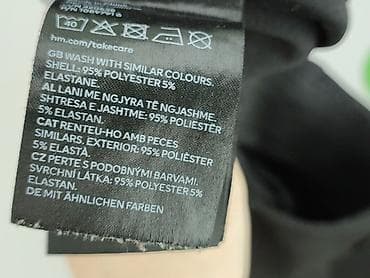 40
hm.com/takecare
GB WASH WITH SIMILAR COLOURS.
SHELL: 95% POLYESTER 5%
ELASTANE.
AL LANI ME NGJYRA TË NGJASHME.
SHTRESA E JASHTME: 95% POLIESTËR
5% ELASTAN.
CAT RENTEU-HO AMB PECES
SIMILARS. EXTERIOR: 95% POLIÈSTER
5% ELASTÀ
CZ PERTE S PODOBNÝMI BARVAMI.
SVRCHNÍ LÁTKA: 95% POLYESTER 5%
ELASTAN.
DE MIT ÄHNLICHEN FARBEN